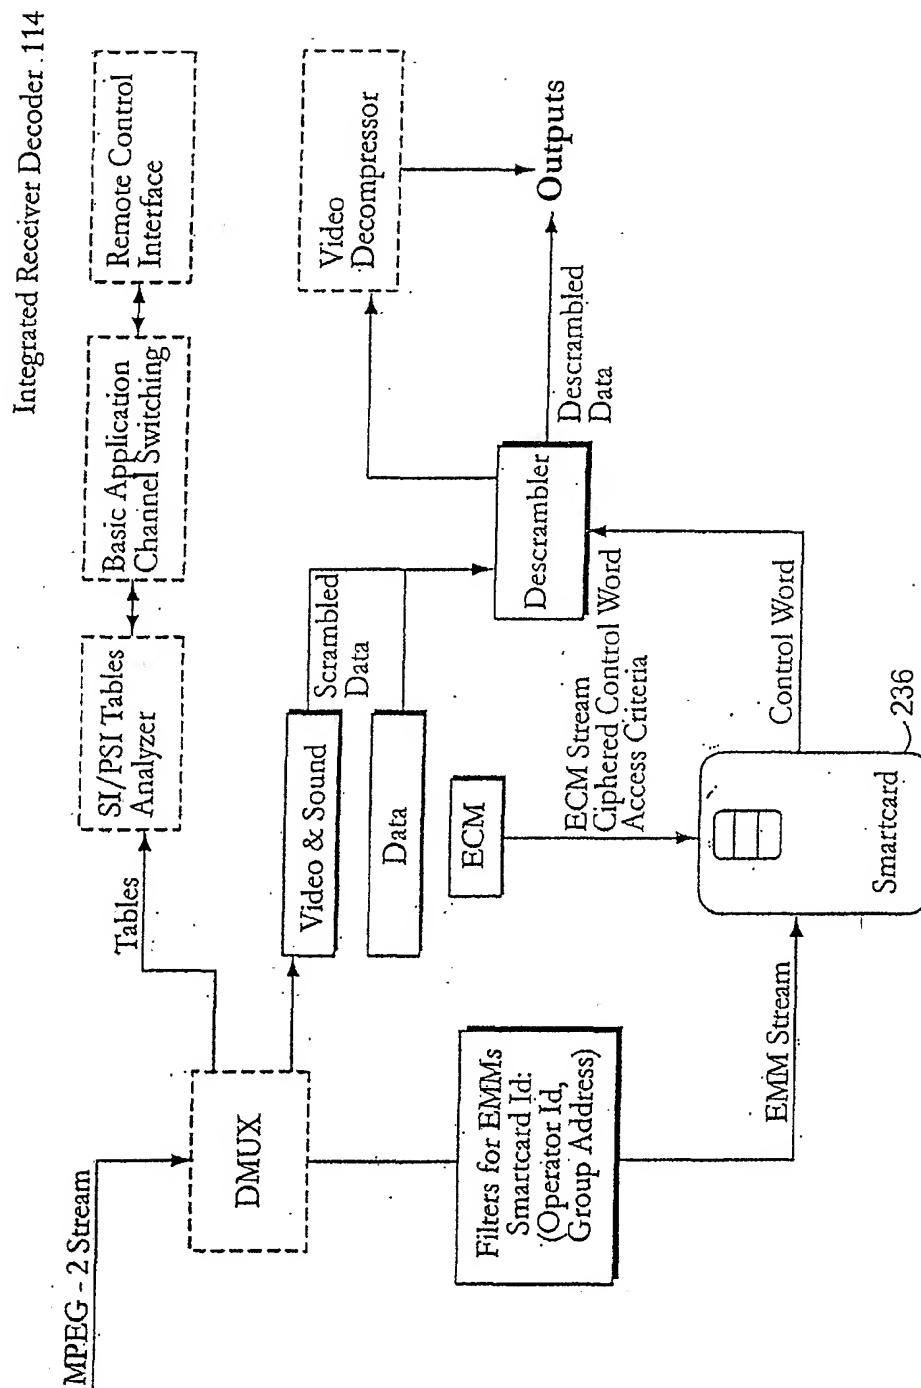 Integrated Receiver Decoder 114
MPEG - 2 Stream
DMUX
Tables
SI/PSI Tables
Analyzer
Basic Application
Channel Switching
Remote Control
Interface
Video & Sound
Data
Scrambled
Data
ECM
ECM Stream
Ciphered Control Word
Access Criteria
Descrambler
Video
Decompressor
Descrambled
Data
Outputs
Filters for EMMs
Smartcard Id:
(Operator Id,
Group Address)
EMM Stream
Smartcard
236
Control Word